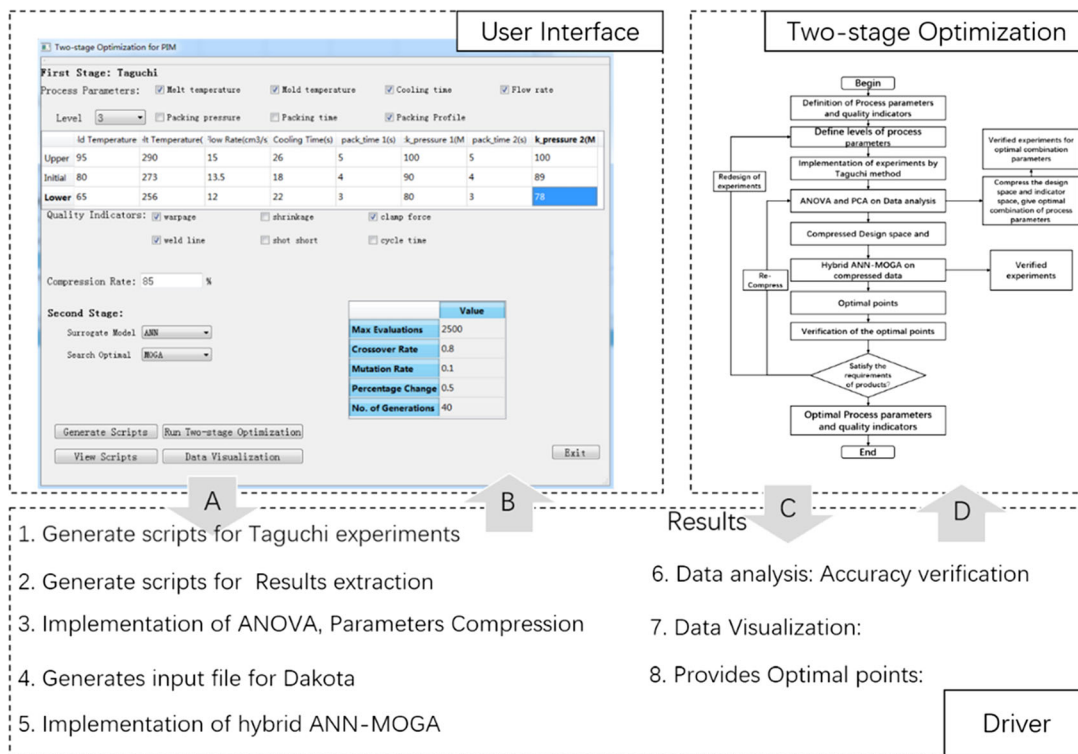 User Interface
Two-stage Optimization for PIM
First Stage: Taguchi
Process Parameters: Melt temperature Mold temperature Cooling time Flow rate
Level 3 Packing pressure Packing time Packing Profile
ld Temperature lt Temperature( low Rate(cm3/s Cooling Time(s) pack_time 1(s) :k_pressure 1(M pack_time 2(s) k_pressure 2(M
Upper 95 290 15 26 5 100 5 100
Initial 80 273 13.5 18 4 90 4 89
Lower 65 256 12 22 3 80 3 78
Quality Indicators: warpage shrinkage clamp force
weld line shot short cycle time
Compression Rate: 85 %
Second Stage:
Surrogate Model ANN
Search Optimal MOGA
Value
Max Evaluations 2500
Crossover Rate 0.8
Mutation Rate 0.1
Percentage Change 0.5
No. of Generations 40
Generate Scripts Run Two-stage Optimization
View Scripts Data Visualization
Exit
Two-stage Optimization
Begin
Definition of Process parameters
and quality indicators
Define levels of process
parameters
Implementation of experiments by
Taguchi method
ANOVA and PCA on Data analysis
Compressed Design space and
Hybrid ANN-MOGA on
compressed data
Optimal points
Verification of the optimal points
Satisfy the
requirements
of products?
Optimal Process parameters
and quality indicators
End
Redesign of
experiments
Re-
Compress
Verified experiments for
optimal combination
parameters
Compress the design
space and indicator
space, give optimal
combination of process
parameters
Verified
experiments
A
B
C
D
1. Generate scripts for Taguchi experiments
2. Generate scripts for Results extraction
3. Implementation of ANOVA, Parameters Compression
4. Generates input file for Dakota
5. Implementation of hybrid ANN-MOGA
Results
6. Data analysis: Accuracy verification
7. Data Visualization:
8. Provides Optimal points:
Driver